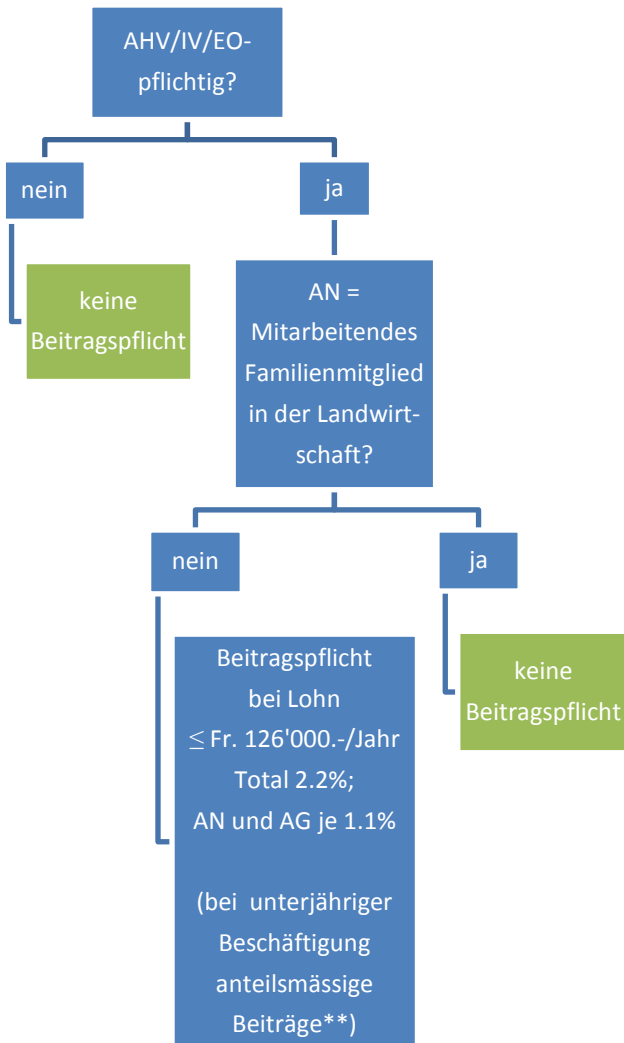 AHV/IV/EO-
pflichtig?
nein
ja
keine
Beitragspflicht
AN =
Mitarbeitendes
Familienmitglied
in der Landwirt-
schaft?
nein
ja
Beitragspflicht
bei Lohn
≤ Fr. 126'000.-/Jahr
Total 2.2%;
AN und AG je 1.1%
(bei unterjähriger
Beschäftigung
anteilsmässige
Beiträge**)
keine
Beitragspflicht